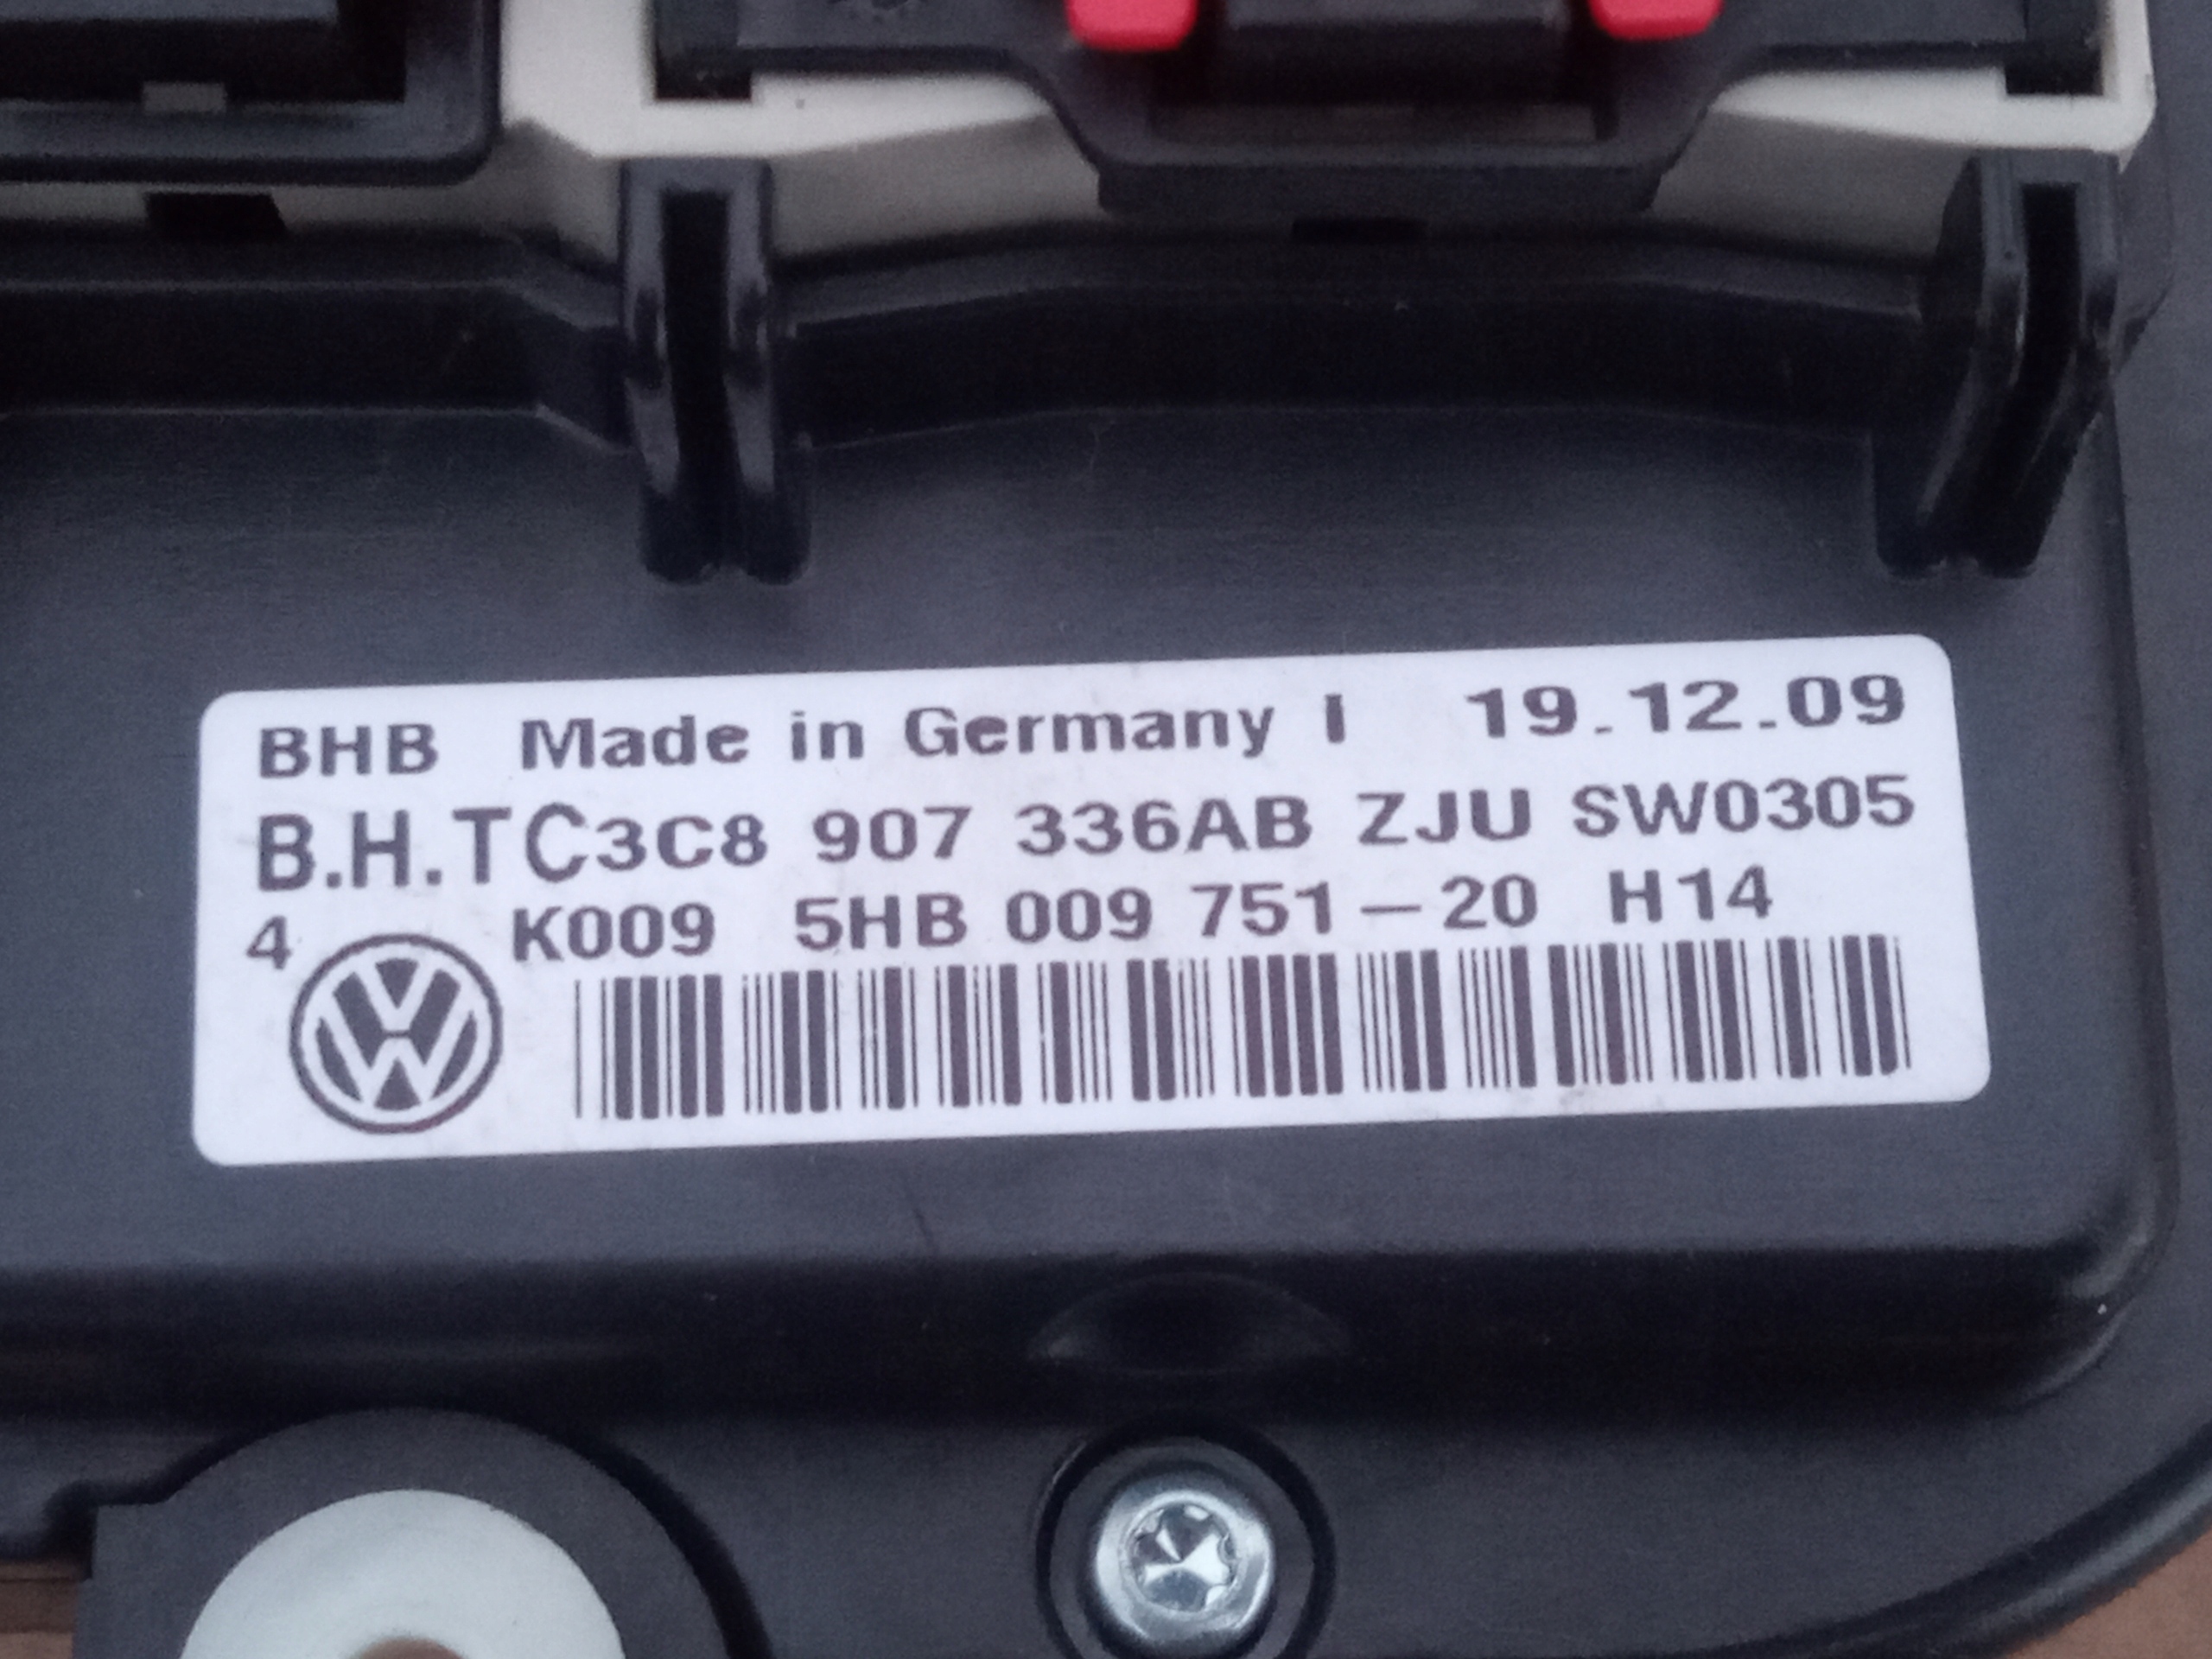 BHB Made in Germany I 19.12.09
B.H.TC3C8 907 336AB ZJU SW0305
4 K009 5HB 009 751-20 H14
VW